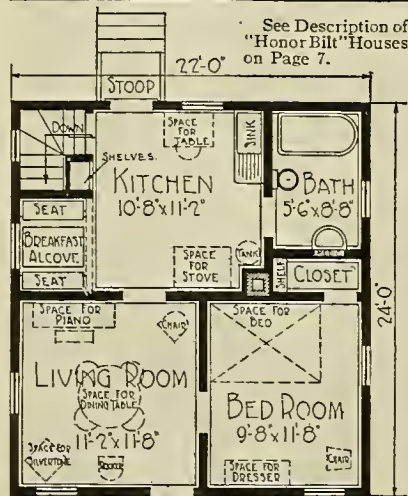 See Description of
"Honor Bilt" Houses
on Page 7.
22'-0"
STOOP
DOWN
SHELVES.
SPACE
FOR
TABLE
SINK
KITCHEN
10'-8"x11'-2"
BATH
5'-6"x8'-8"
SEAT
BREAKFAST
ALCOVE
SEAT
SPACE
FOR
STOVE
TANK
SHELF
CLOSET
24'-0"
SPACE FOR
PIANO
CHAIR
SPACE FOR
BED
LIVING ROOM
SPACE FOR
DINING TABLE
11'-2"x11'-8"
BED ROOM
9'-8"x11'-8"
SPACE FOR
SILVERTONE
CHAIR
SPACE FOR
DRESSER